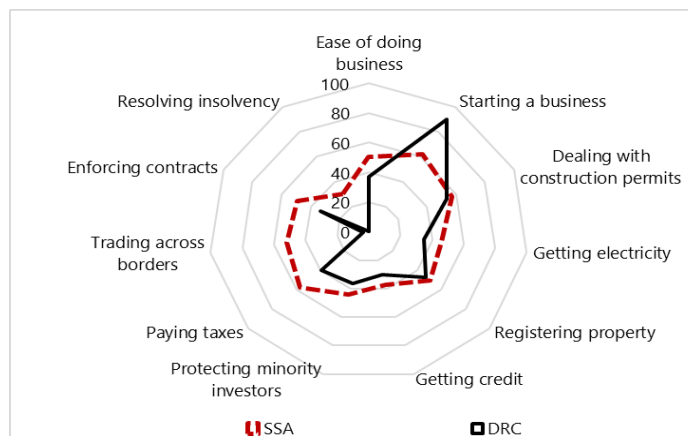 Ease of doing
business
100
80
60
40
20
0
Starting a business
Dealing with
construction permits
Getting electricity
Registering property
Getting credit
Protecting minority
investors
Paying taxes
Trading across
borders
Enforcing contracts
Resolving insolvency
SSA
DRC